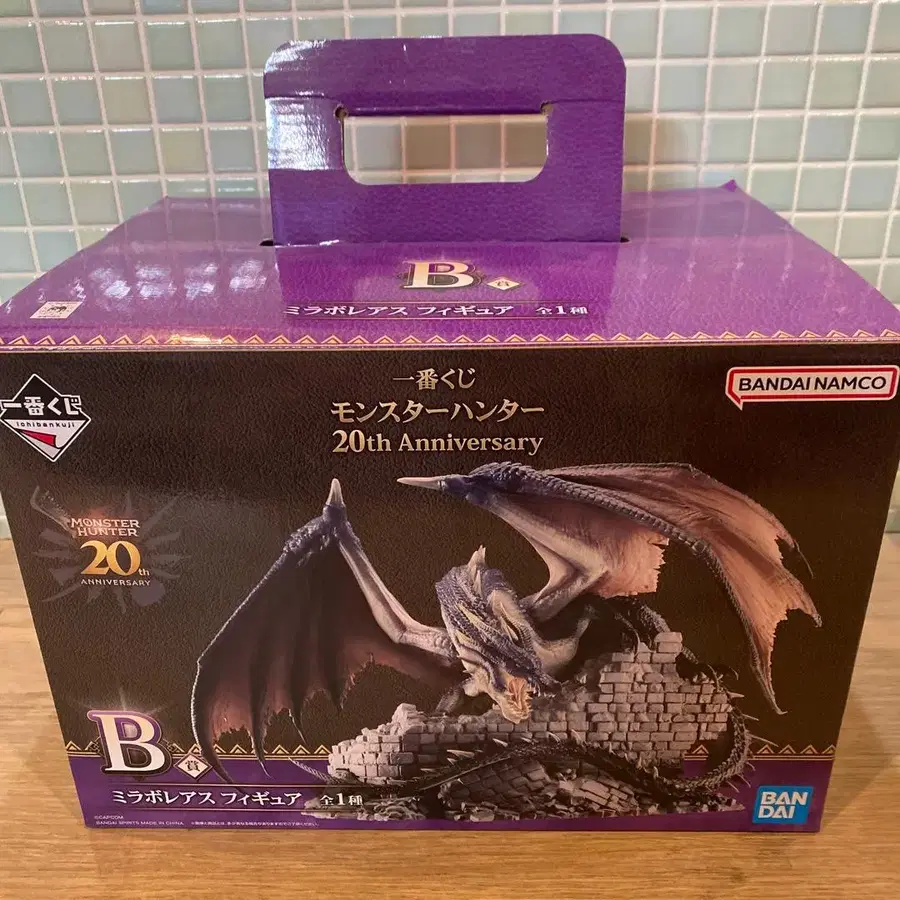 B賞
ミラボレアス フィギュア 全1種
一番くじ
モンスターハンター
20th Anniversary
BANDAI NAMCO
一番くじ
ichibankuji
MONSTER
HUNTER
20th
ANNIVERSARY
B賞
ミラボレアス フィギュア 全1種
©CAPCOM
BANDAI SPIRITS MADE IN CHINA
BAN
DAI